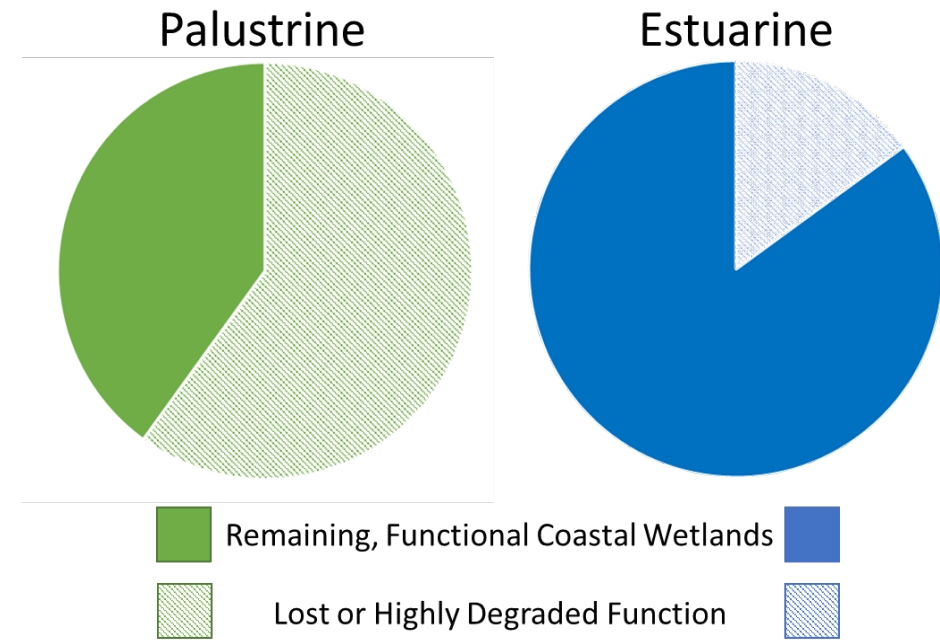 Palustrine
Estuarine
Remaining, Functional Coastal Wetlands
Lost or Highly Degraded Function